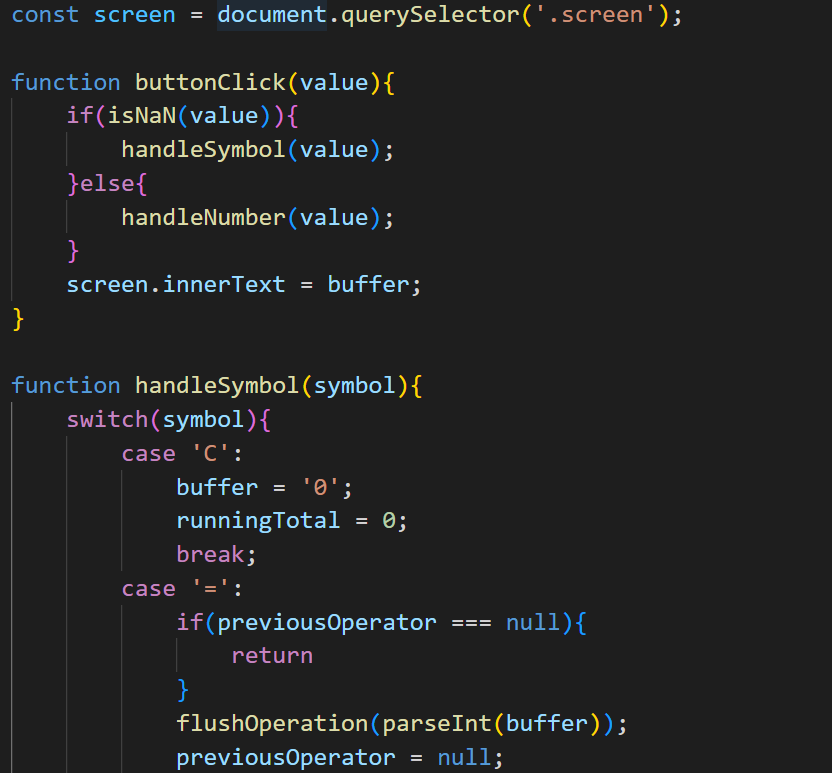 const screen = document.querySelector('.screen');
function buttonClick(value){
if(isNaN(value)){
handleSymbol(value);
}else{
handleNumber(value);
}
screen.innerText = buffer;
}
function handleSymbol(symbol){
switch(symbol){
case 'C':
buffer = '0';
runningTotal = 0;
break;
case '=':
if(previousOperator === null){
return
}
flushOperation(parseInt(buffer));
previousOperator = null;